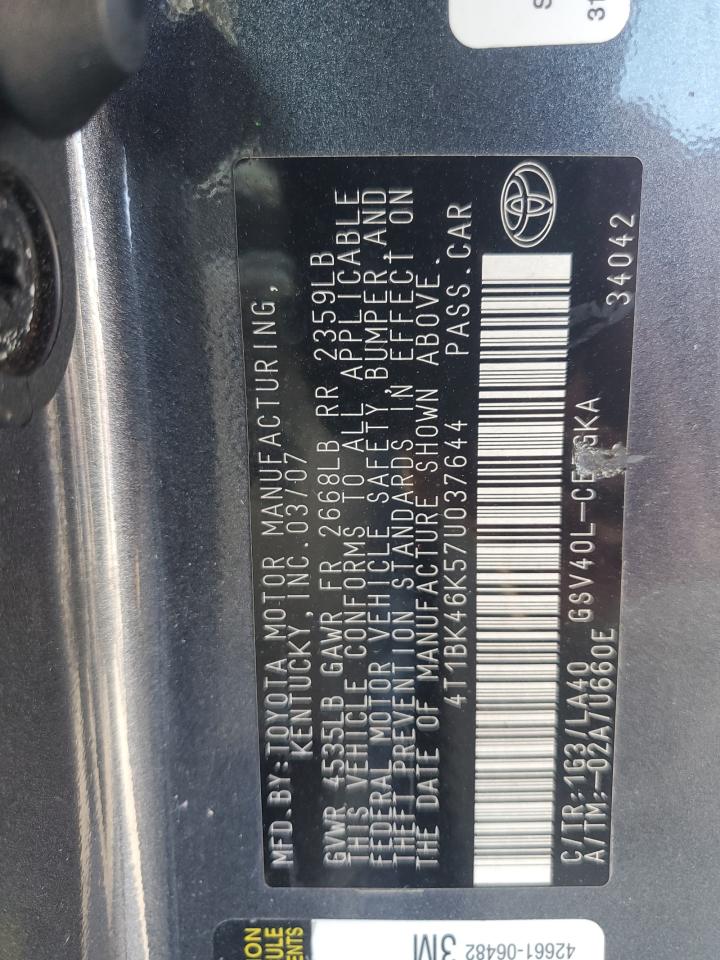 MFD.BY:TOYOTA MOTOR MANUFACTURING,
KENTUCKY, INC.03/07
GVWR 4535LB GAWR FR 2668LB RR 2359LB
THIS VEHICLE CONFORMS TO ALL APPLICABLE
FEDERAL MOTOR VEHICLE SAFETY,BUMPER,AND
THEFT PREVENTION STANDARDS IN EFFECT ON
THE DATE OF MANUFACTURE SHOWN ABOVE.
4T1BK46K57U037644 PASS.CAR
C/TR:1G3/LA40 GSV40L-
A/TM:-02A/U660E 34042
42661-06482
3M